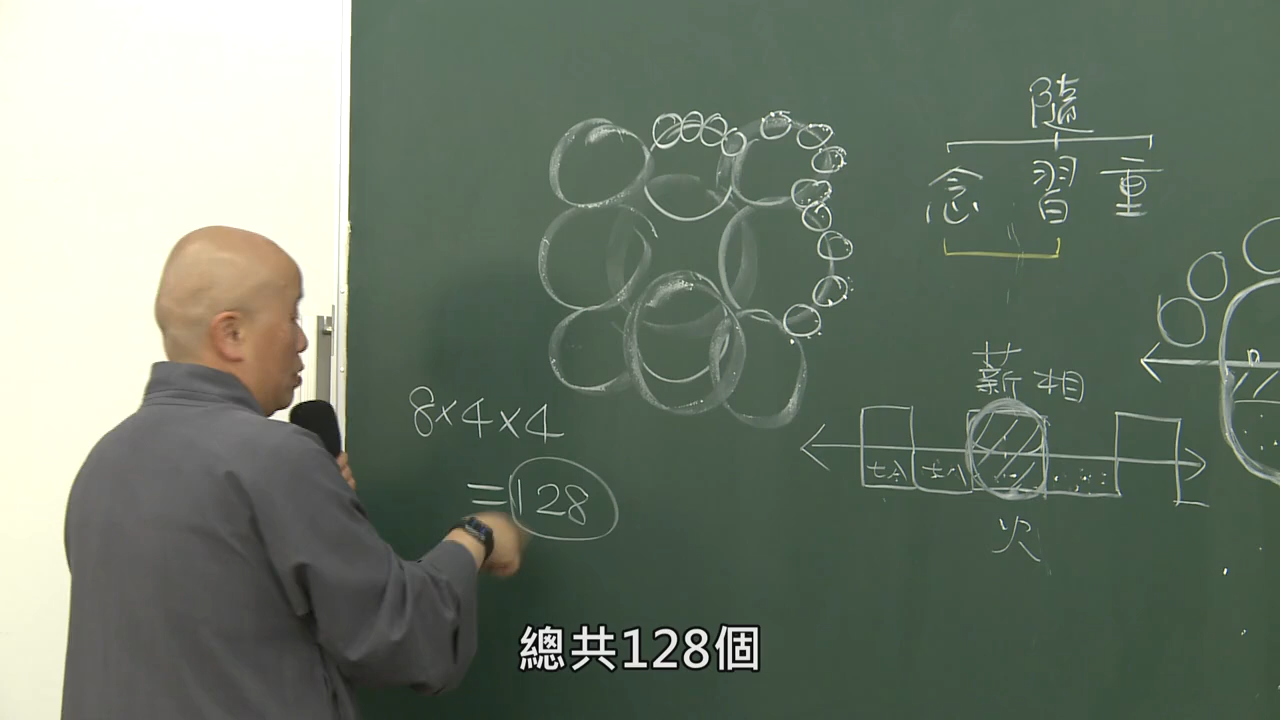 隨
念 習 重
薪相
8×4×4
=128
火
總共128個